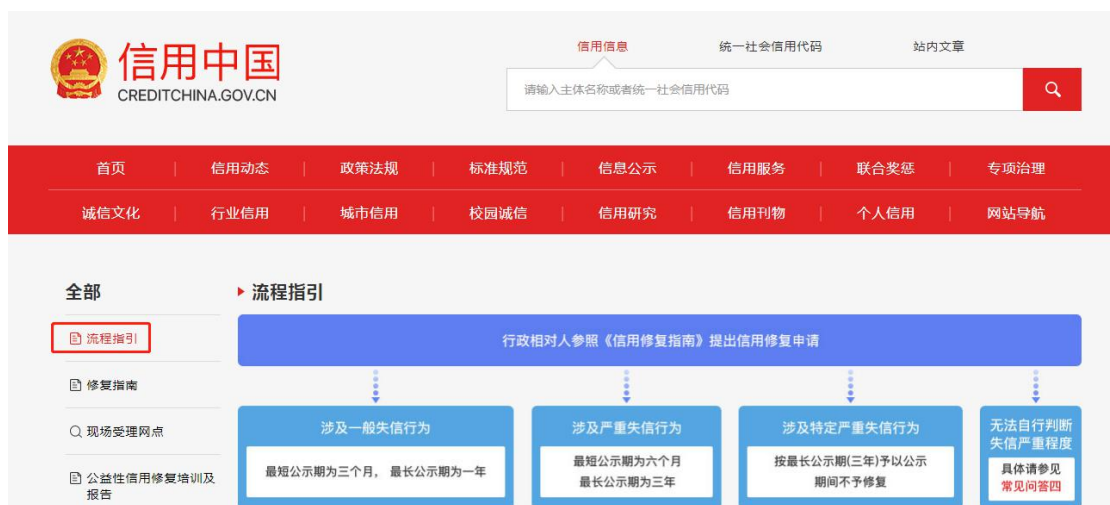 信用中国
CREDITCHINA.GOV.CN
信用信息
统一社会信用代码
站内文章
请输入主体名称或者统一社会信用代码
首页
信用动态
政策法规
标准规范
信息公示
信用服务
联合奖惩
专项治理
诚信文化
行业信用
城市信用
校园诚信
信用研究
信用刊物
个人信用
网站导航
全部
流程指引
修复指南
现场受理网点
公益性信用修复培训及
报告
流程指引
行政相对人参照《信用修复指南》提出信用修复申请
涉及一般失信行为
最短公示期为三个月，最长公示期为一年
涉及严重失信行为
最短公示期为六个月
最长公示期为三年
涉及特定严重失信行为
按最长公示期(三年)予以公示
期间不予修复
无法自行判断
失信严重程度
具体请参见
常见问答四